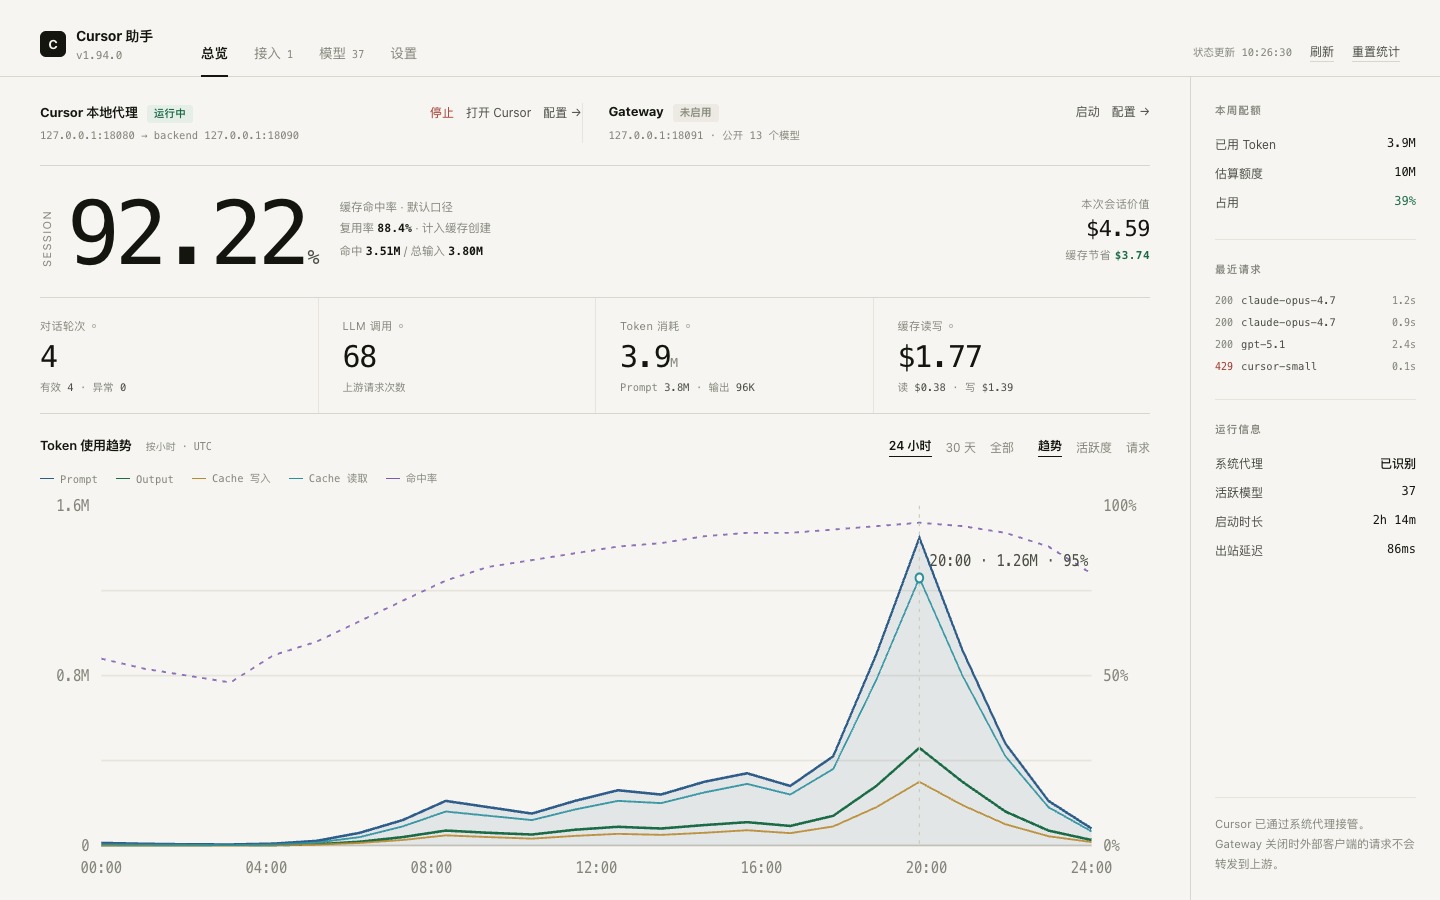 C
Cursor 助手
v1.94.0
总览 接入 1 模型 37 设置
状态更新 10:26:30 刷新 重置统计
Cursor 本地代理 运行中
停止 打开 Cursor 配置 →
127.0.0.1:18080 → backend 127.0.0.1:18090
Gateway 未启用
启动 配置 →
127.0.0.1:18091 · 公开 13 个模型
SESSION
92.22%
缓存命中率 · 默认口径
复用率 88.4% · 计入缓存创建
命中 3.51M / 总输入 3.80M
本次会话价值
$4.59
缓存节省 $3.74
对话轮次
4
有效 4 · 异常 0
LLM 调用
68
上游请求次数
Token 消耗
3.9M
Prompt 3.8M · 输出 96K
缓存读写
$1.77
读 $0.38 · 写 $1.39
Token 使用趋势 按小时 · UTC
24 小时 30 天 全部 趋势 活跃度 请求
Prompt Output Cache 写入 Cache 读取 命中率
1.6M
0.8M
0
100%
50%
0%
20:00 · 1.26M · 95%
00:00 04:00 08:00 12:00 16:00 20:00 24:00
本周配额
已用 Token 3.9M
估算额度 10M
占用 39%
最近请求
200 claude-opus-4.7 1.2s
200 claude-opus-4.7 0.9s
200 gpt-5.1 2.4s
429 cursor-small 0.1s
运行信息
系统代理 已识别
活跃模型 37
启动时长 2h 14m
出站延迟 86ms
Cursor 已通过系统代理接管。
Gateway 关闭时外部客户端的请求不会
转发到上游。